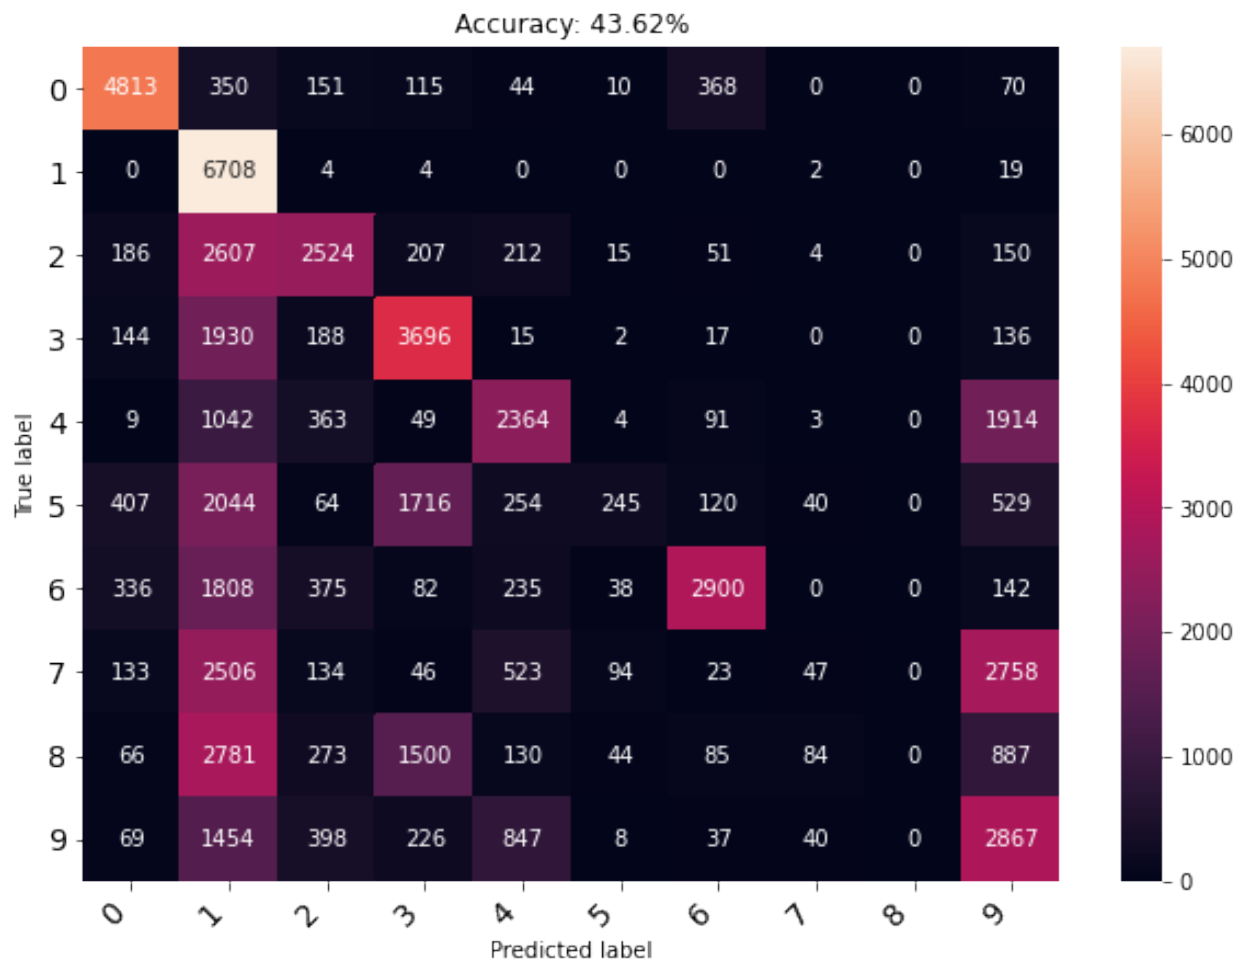 Accuracy: 43.62%
0 4813 350 151 115 44 10 368 0 0 70
1 0 6708 4 4 0 0 0 2 0 19
2 186 2607 2524 207 212 15 51 4 0 150
3 144 1930 188 3696 15 2 17 0 0 136
4 9 1042 363 49 2364 4 91 3 0 1914
5 407 2044 64 1716 254 245 120 40 0 529
6 336 1808 375 82 235 38 2900 0 0 142
7 133 2506 134 46 523 94 23 47 0 2758
8 66 2781 273 1500 130 44 85 84 0 887
9 69 1454 398 226 847 8 37 40 0 2867
0 1 2 3 4 5 6 7 8 9
True label
Predicted label
6000
5000
4000
3000
2000
1000
0